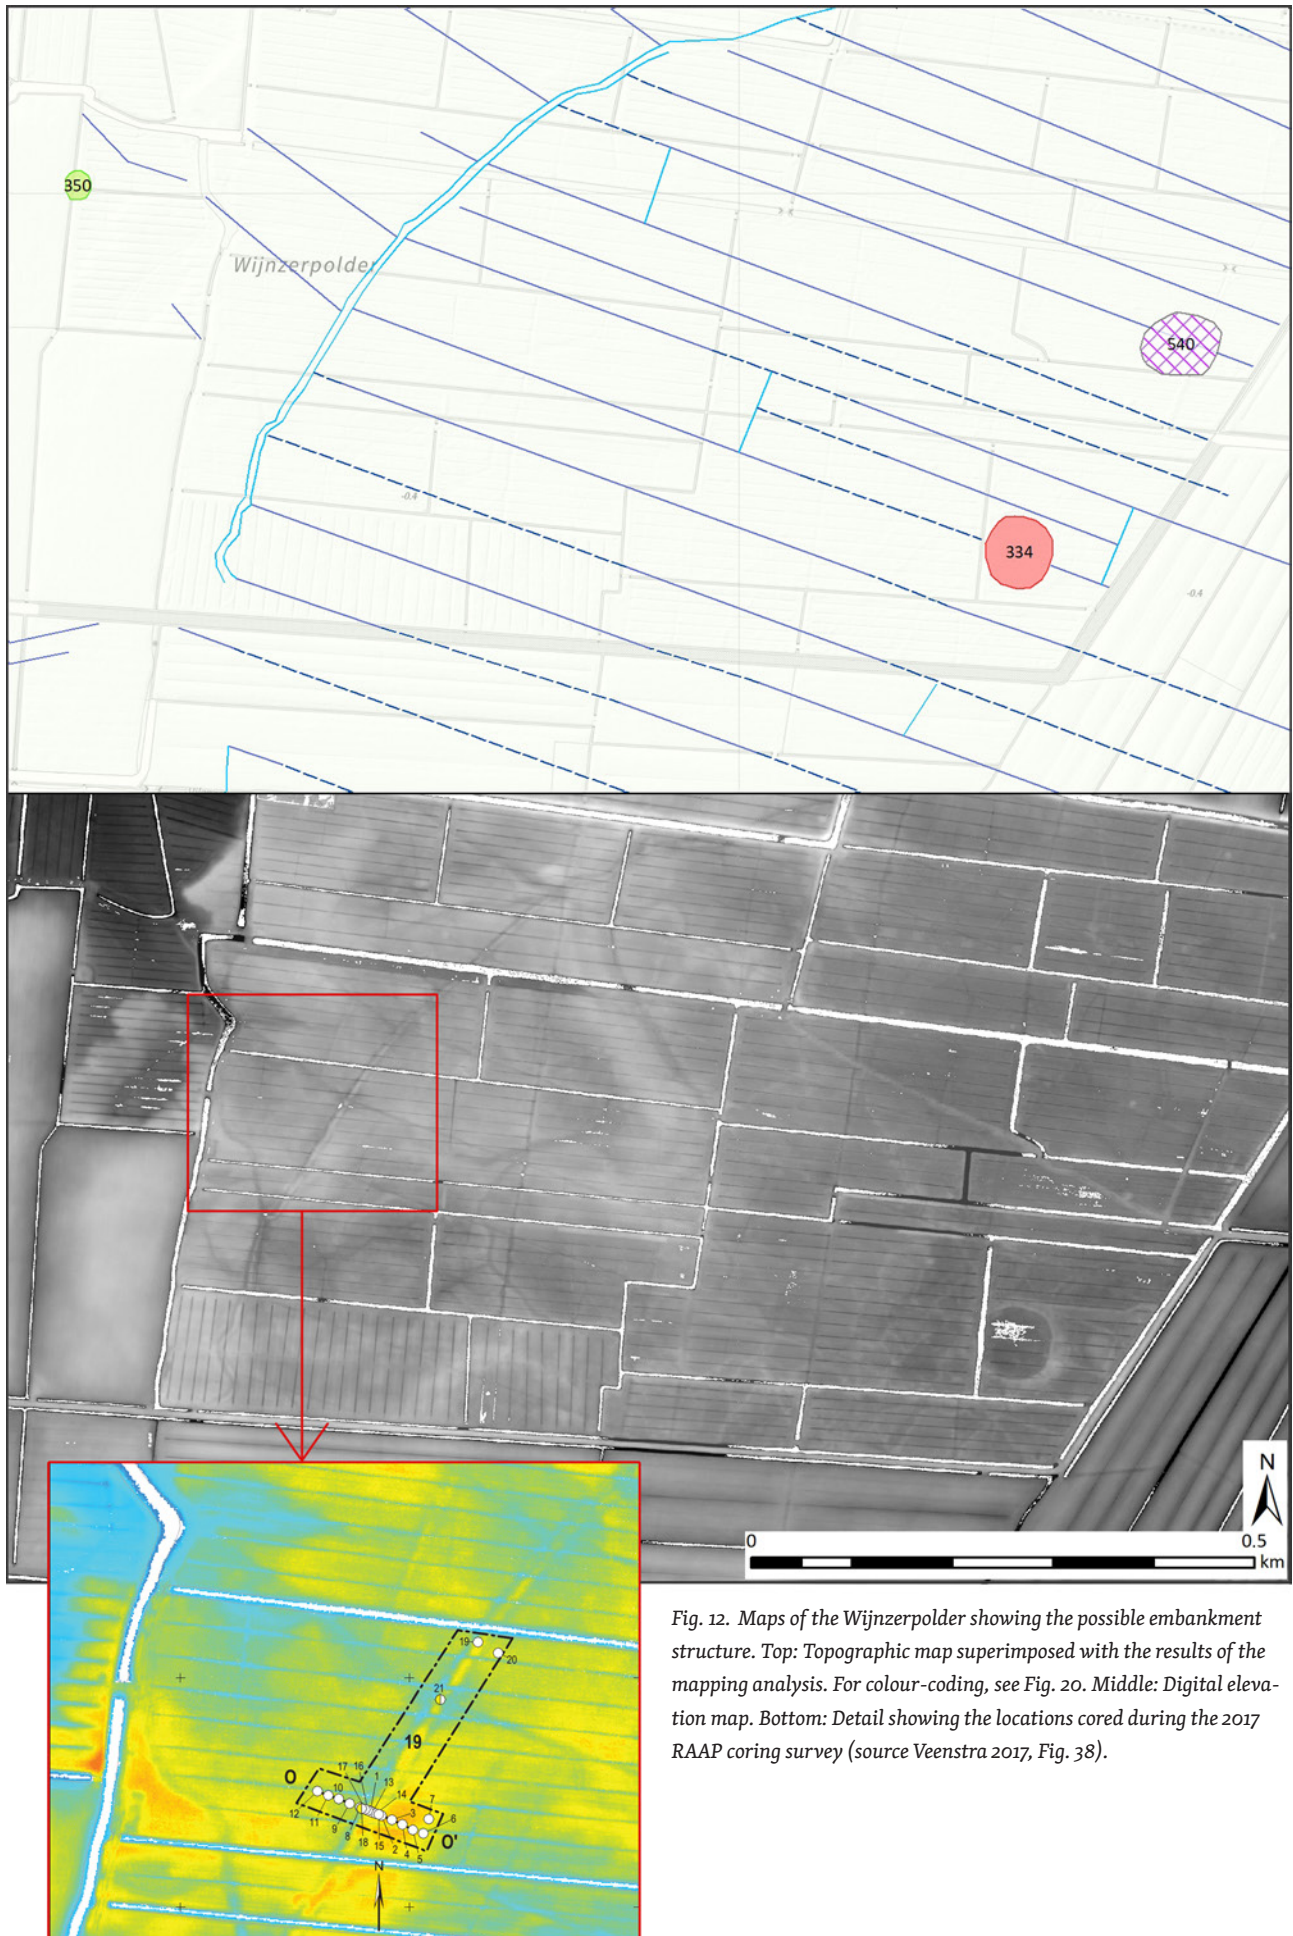 350
Wijnzerpolder
540
-0.4
334
-0.4
N
0 0.5
km
19
20
21
19
17 16
1
13
O
10
14
7
12
3
6
11
9
8
18
15
2
4
5
O'
N
Fig. 12. Maps of the Wijnzerpolder showing the possible embankment
structure. Top: Topographic map superimposed with the results of the
mapping analysis. For colour-coding, see Fig. 20. Middle: Digital eleva-
tion map. Bottom: Detail showing the locations cored during the 2017
RAAP coring survey (source Veenstra 2017, Fig. 38).